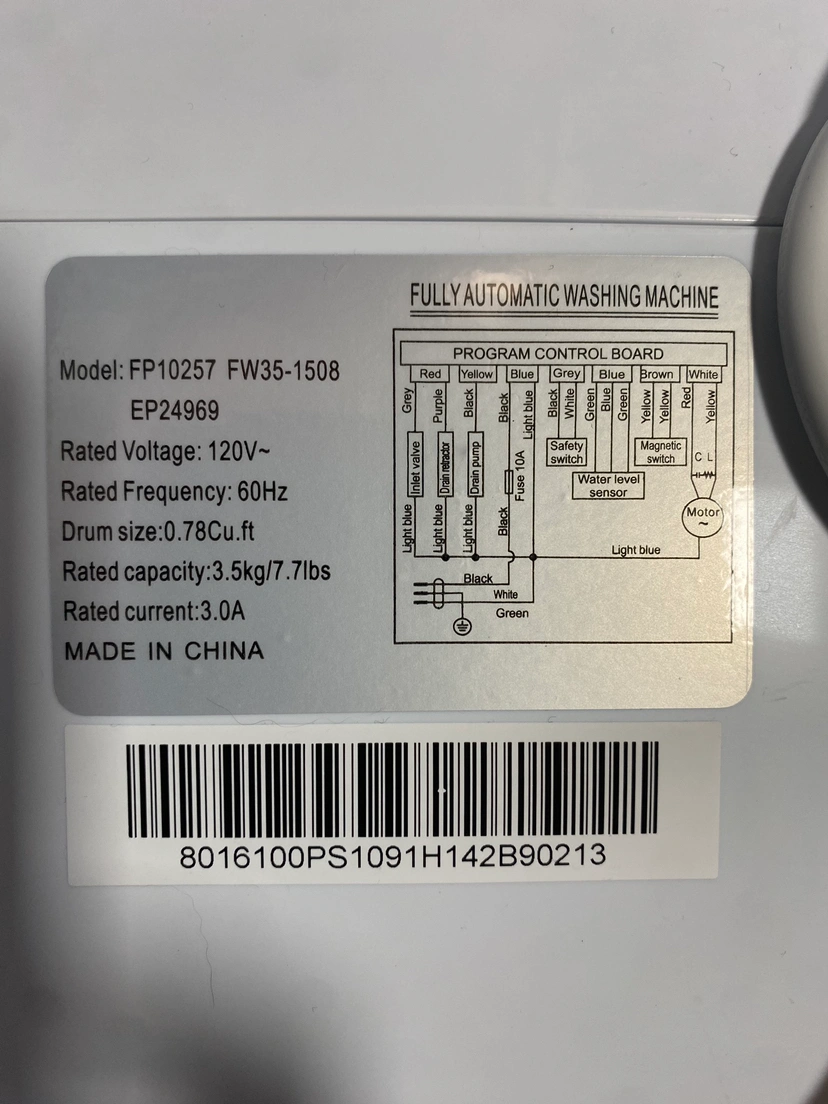 FULLY AUTOMATIC WASHING MACHINE
Model: FP10257 FW35-1508
EP24969
Rated Voltage: 120V~
Rated Frequency: 60Hz
Drum size:0.78Cu.ft
Rated capacity:3.5kg/7.7lbs
Rated current:3.0A
MADE IN CHINA
PROGRAM CONTROL BOARD
Red Yellow Blue Grey Blue Brown White
Grey Purple Black Black Light blue Black White Green Blue Green Yellow Yellow Red Yellow
Inlet valve
Drain retractor
Drain pump
Fuse 10A
Safety
switch
Water level
sensor
Magnetic
switch
C L
Motor
~
Light blue Light blue Light blue Black
Light blue
Black
White
Green
8016100PS1091H142B90213